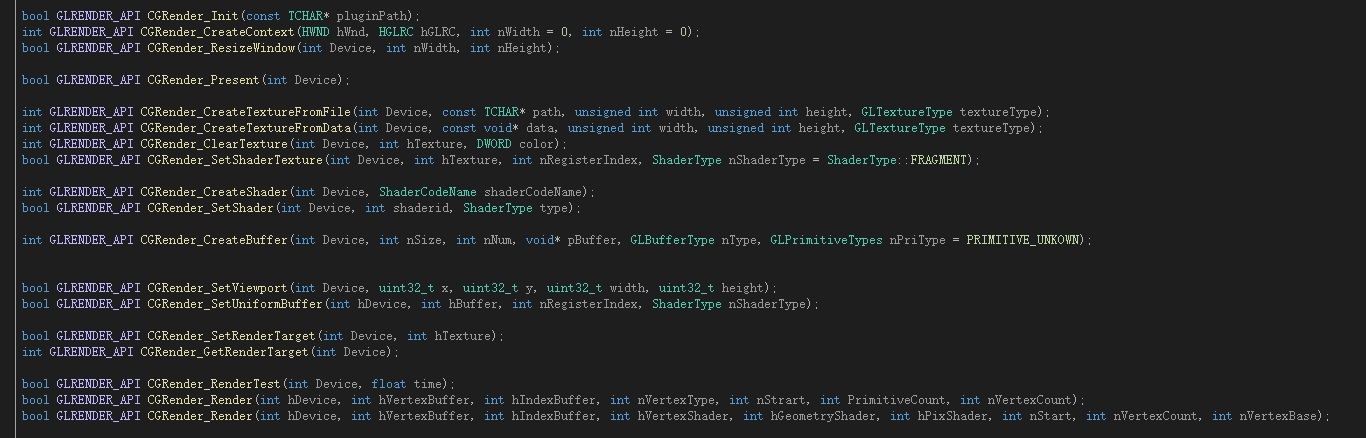 bool GLRENDER_API CGRender_Init(const TCHAR* pluginPath);
int GLRENDER_API CGRender_CreateContext(HWND hWnd, HGLRC hGLRC, int nWidth = 0, int nHeight = 0);
bool GLRENDER_API CGRender_ResizeWindow(int Device, int nWidth, int nHeight);
bool GLRENDER_API CGRender_Present(int Device);
int GLRENDER_API CGRender_CreateTextureFromFile(int Device, const TCHAR* path, unsigned int width, unsigned int height, GLTextureType textureType);
int GLRENDER_API CGRender_CreateTextureFromData(int Device, const void* data, unsigned int width, unsigned int height, GLTextureType textureType);
int GLRENDER_API CGRender_ClearTexture(int Device, int hTexture, DWORD color);
bool GLRENDER_API CGRender_SetShaderTexture(int Device, int hTexture, int nRegisterIndex, ShaderType nShaderType = ShaderType::FRAGMENT);
int GLRENDER_API CGRender_CreateShader(int Device, ShaderCodeName shaderCodeName);
bool GLRENDER_API CGRender_SetShader(int Device, int shaderid, ShaderType type);
int GLRENDER_API CGRender_CreateBuffer(int Device, int nSize, int nNum, void* pBuffer, GLBufferType nType, GLPrimitiveTypes nPriType = PRIMITIVE_UNKOWN);
bool GLRENDER_API CGRender_SetViewport(int Device, uint32_t x, uint32_t y, uint32_t width, uint32_t height);
bool GLRENDER_API CGRender_SetUniformBuffer(int hDevice, int hBuffer, int nRegisterIndex, ShaderType nShaderType);
bool GLRENDER_API CGRender_SetRenderTarget(int Device, int hTexture);
int GLRENDER_API CGRender_GetRenderTarget(int Device);
bool GLRENDER_API CGRender_RenderTest(int Device, float time);
bool GLRENDER_API CGRender_Render(int hDevice, int hVertexBuffer, int hIndexBuffer, int nVertexType, int nStrart, int PrimitiveCount, int nVertexCount);
bool GLRENDER_API CGRender_Render(int hDevice, int hVertexBuffer, int hIndexBuffer, int hVertexShader, int hGeometryShader, int hPixShader, int nStart, int nVertexCount, int nVertexBase);